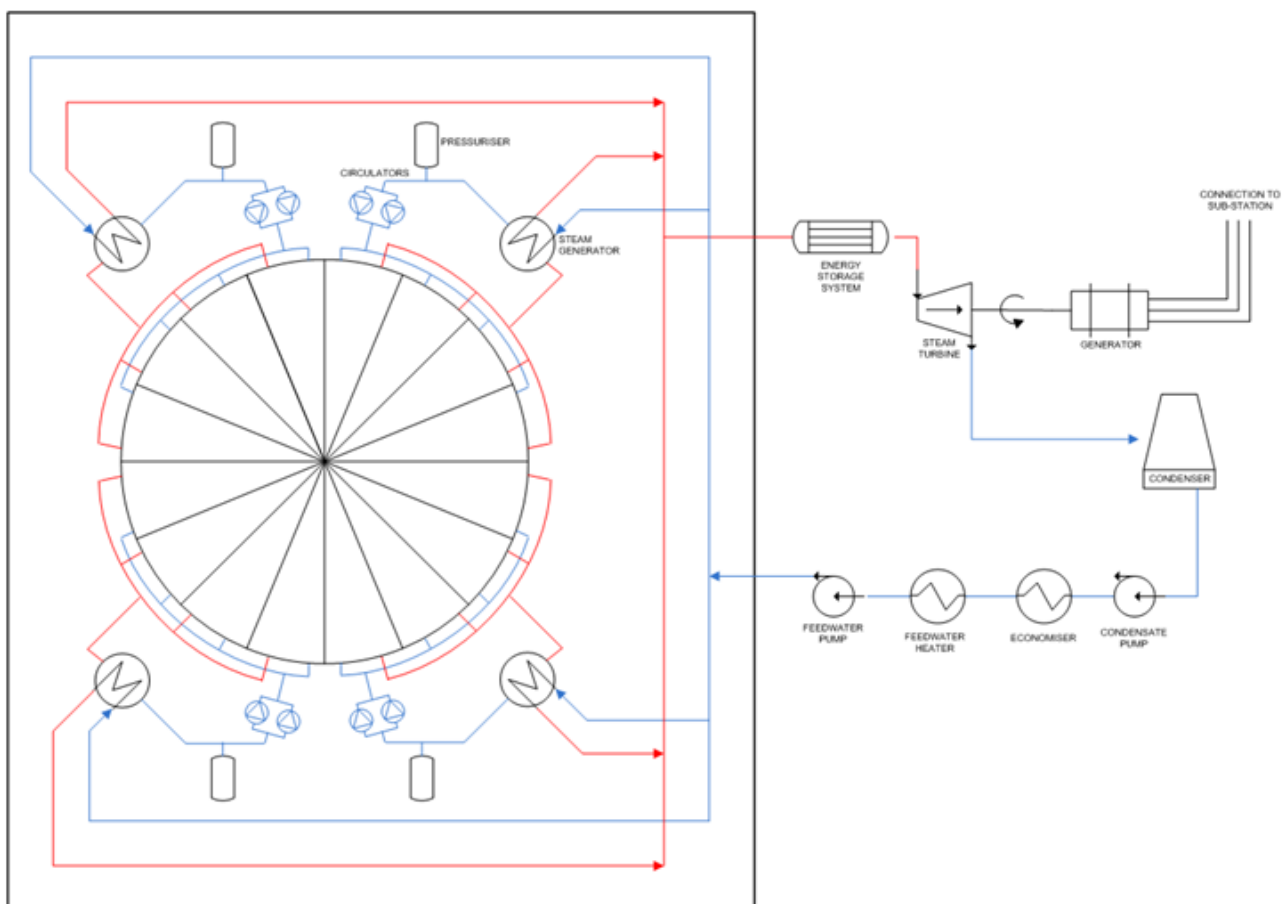 PRESSURISER
CIRCULATORS
STEAM
GENERATOR
CONNECTION TO
SUB-STATION
ENERGY
STORAGE
SYSTEM
STEAM
TURBINE
GENERATOR
CONDENSER
FEEDWATER
PUMP
FEEDWATER
HEATER
ECONOMISER
CONDENSATE
PUMP